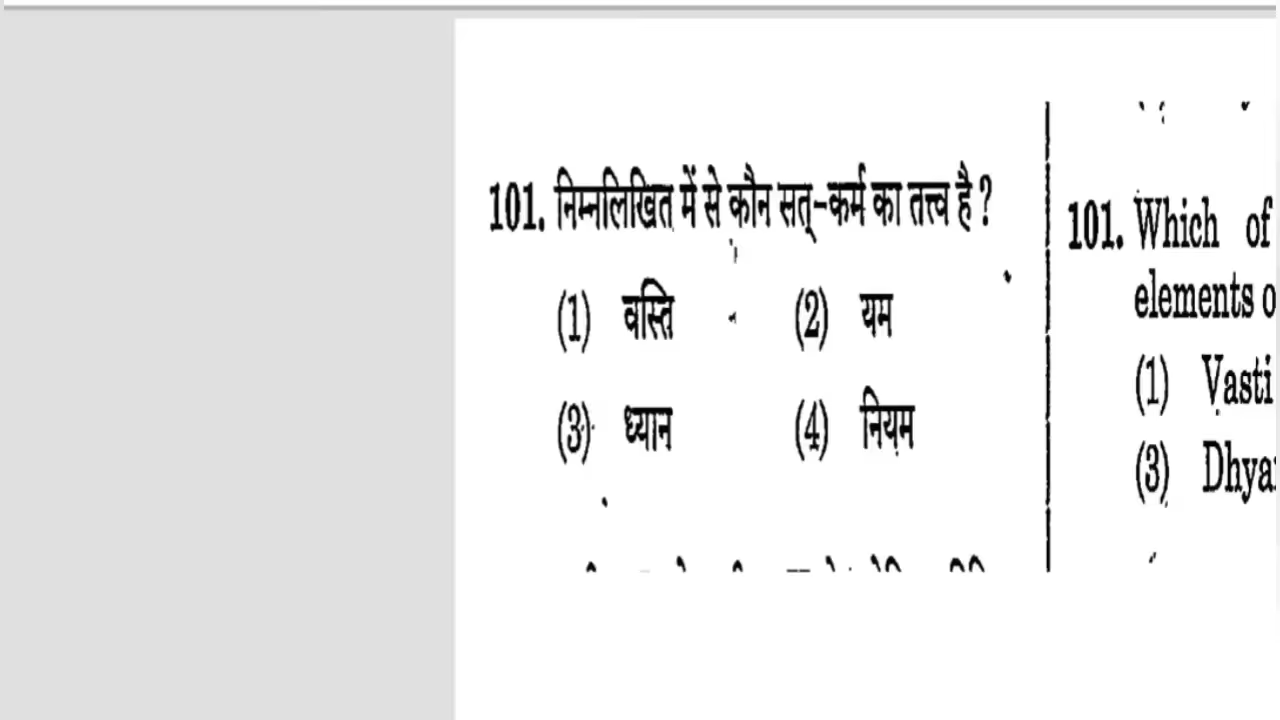 101. निम्नलिखित में से कौन सत्-कर्म का तत्त्व है ?
(1) वस्ति (2) यम
(3) ध्यान (4) नियम
101. Which of
elements o
(1) Vasti
(3)